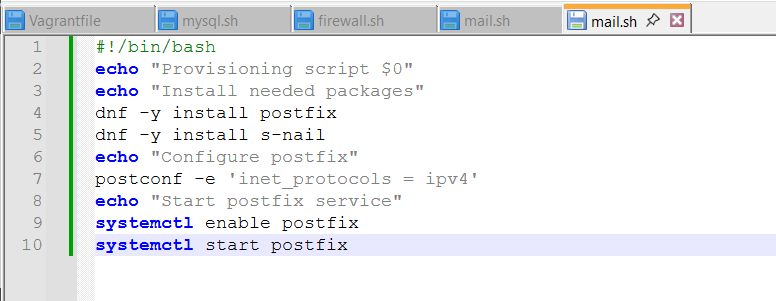 Vagrantfile mysql.sh firewall.sh mail.sh mail.sh
1 #!/bin/bash
2 echo "Provisioning script $0"
3 echo "Install needed packages"
4 dnf -y install postfix
5 dnf -y install s-nail
6 echo "Configure postfix"
7 postconf -e 'inet_protocols = ipv4'
8 echo "Start postfix service"
9 systemctl enable postfix
10 systemctl start postfix